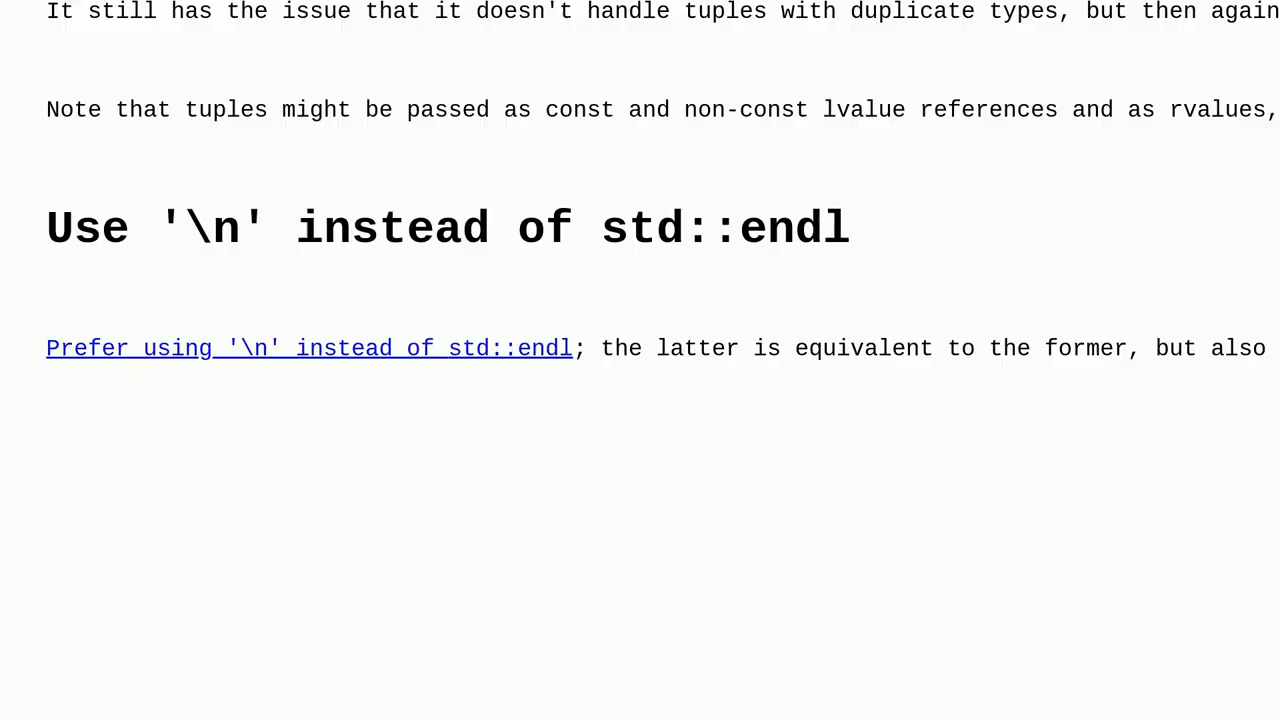 It still has the issue that it doesn't handle tuples with duplicate types, but then again
Note that tuples might be passed as const and non-const lvalue references and as rvalues,
Use '\n' instead of std::endl
Prefer using '\n' instead of std::endl; the latter is equivalent to the former, but also